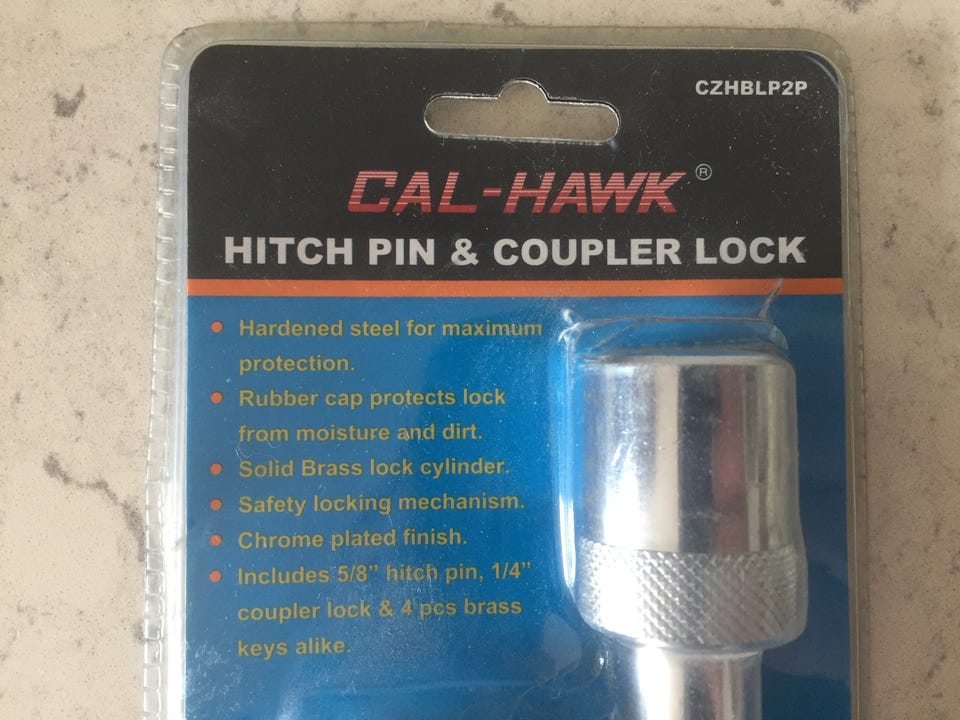 CZHBLP2P
CAL-HAWK®
HITCH PIN & COUPLER LOCK
• Hardened steel for maximum
protection.
• Rubber cap protects lock
from moisture and dirt.
• Solid Brass lock cylinder.
• Safety locking mechanism.
• Chrome plated finish.
• Includes 5/8” hitch pin, 1/4”
coupler lock & 4 pcs brass
keys alike.